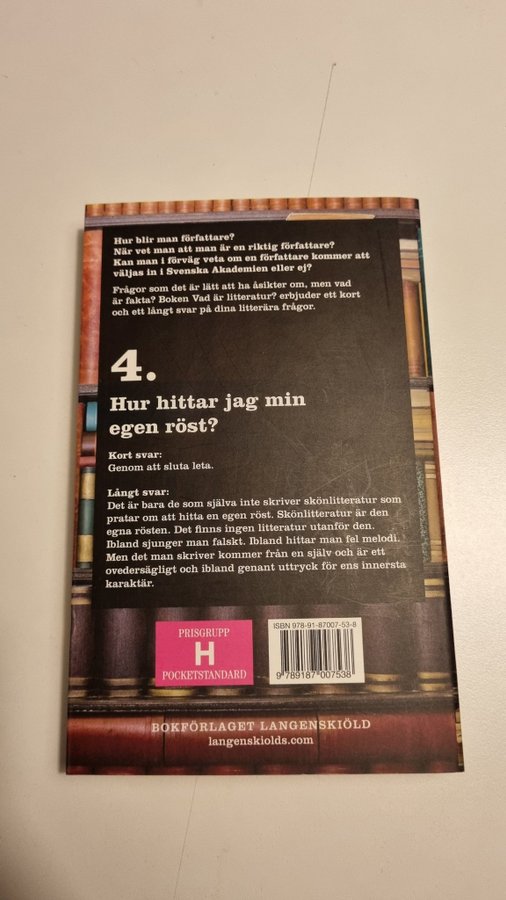 Hur blir man författare?
När vet man att man är en riktig författare?
Kan man i förväg veta om en författare kommer att
väljas in i Svenska Akademien eller ej?
Frågor som det är lätt att ha åsikter om, men vad
är fakta? Boken Vad är litteratur? erbjuder ett kort
och ett långt svar på dina litterära frågor.
4.
Hur hittar jag min
egen röst?
Kort svar:
Genom att sluta leta.
Långt svar:
Det är bara de som själva inte skriver skönlitteratur som
pratar om att hitta en egen röst. Skönlitteratur är den
egna rösten. Det finns ingen litteratur utanför den.
Ibland sjunger man falskt. Ibland hittar man fel melodi.
Men det man skriver kommer från en själv och är ett
ovedersägligt och ibland genant uttryck för ens innersta
karaktär.
PRISGRUPP
H
POCKETSTANDARD
ISBN 978-91-87007-53-8
9 789187 007538
BOKFÖRLAGET LANGENSKIÖLD
langenskiolds.com